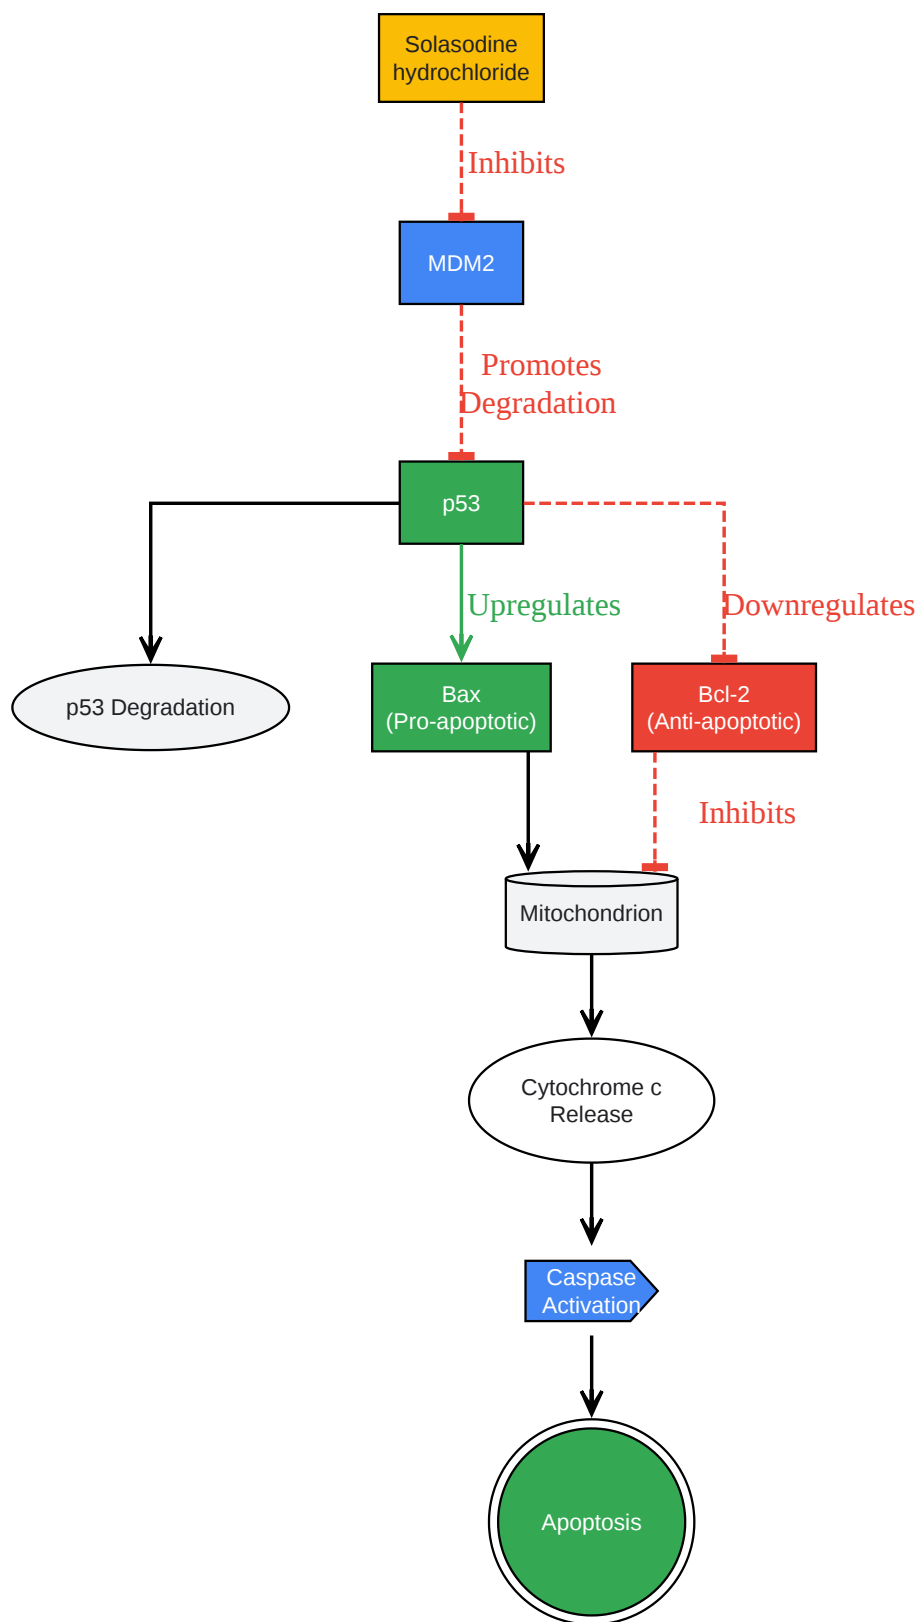 Solasodine
hydrochloride
Inhibits
MDM2
Promotes
Degradation
p53
Upregulates
Downregulates
p53 Degradation
Bax
(Pro-apoptotic)
Bcl-2
(Anti-apoptotic)
Inhibits
Mitochondrion
Cytochrome c
Release
Caspase
Activation
Apoptosis